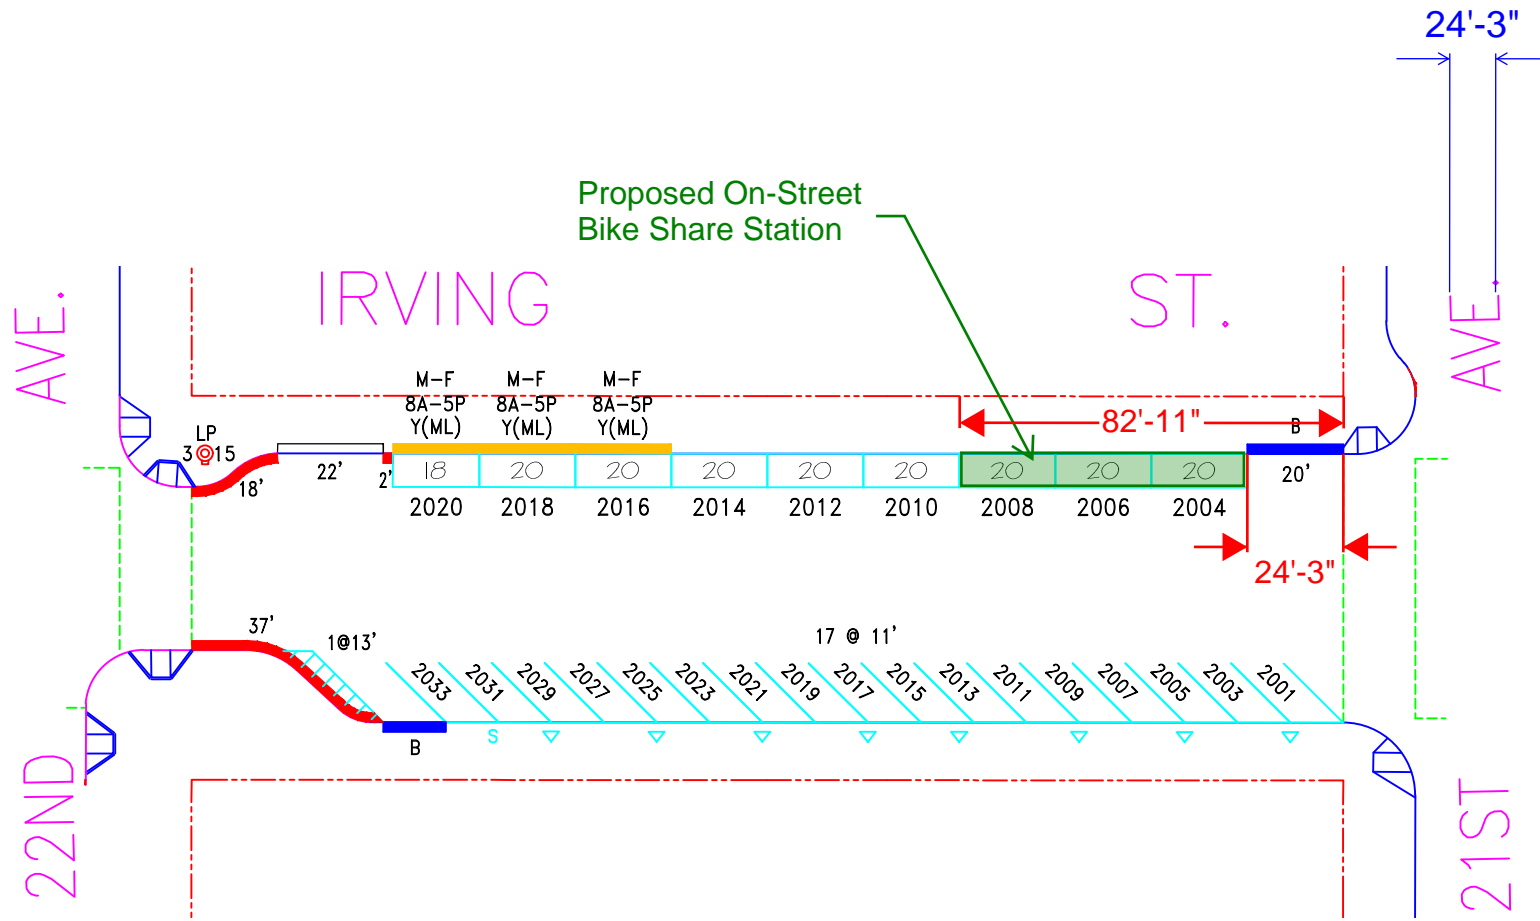 24'-3"
Proposed On-Street
Bike Share Station
IRVING ST.
AVE.
AVE.
M-F M-F M-F
8A-5P 8A-5P 8A-5P
Y(ML) Y(ML) Y(ML)
82'-11"
B
LP
3 15
18'
22'
2'
18 20 20 20 20 20 20 20 20
20'
2020 2018 2016 2014 2012 2010 2008 2006 2004
24'-3"
37'
1@13'
17 @ 11'
2033 2031 2029 2027 2025 2023 2021 2019 2017 2015 2013 2011 2009 2007 2005 2003 2001
B
S
22ND
21ST